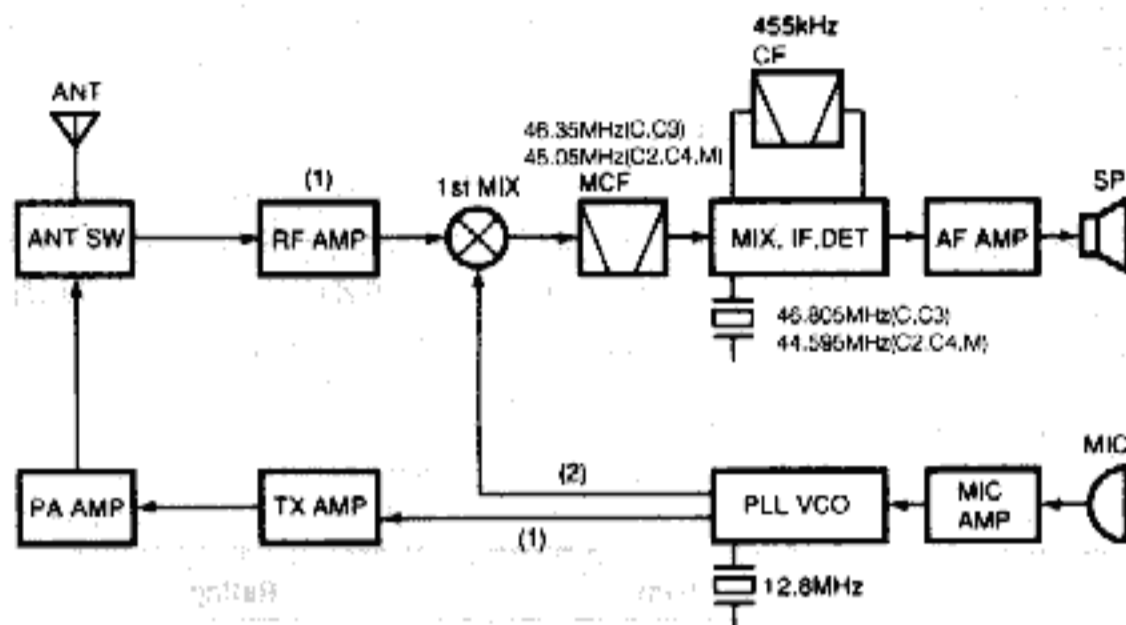 455kHz
CF
ANT
46.35MHz(C,C3)
45.05MHz(C2.C4.M)
(1)
1st MIX
MCF
SP
ANT SW
RF AMP
MIX, IF,DET
AF AMP
46.805MHz(C,C3)
44.595MHz(C2.C4.M)
MIC
(2)
PA AMP
TX AMP
PLL VCO
MIC
AMP
(1)
12.8MHz